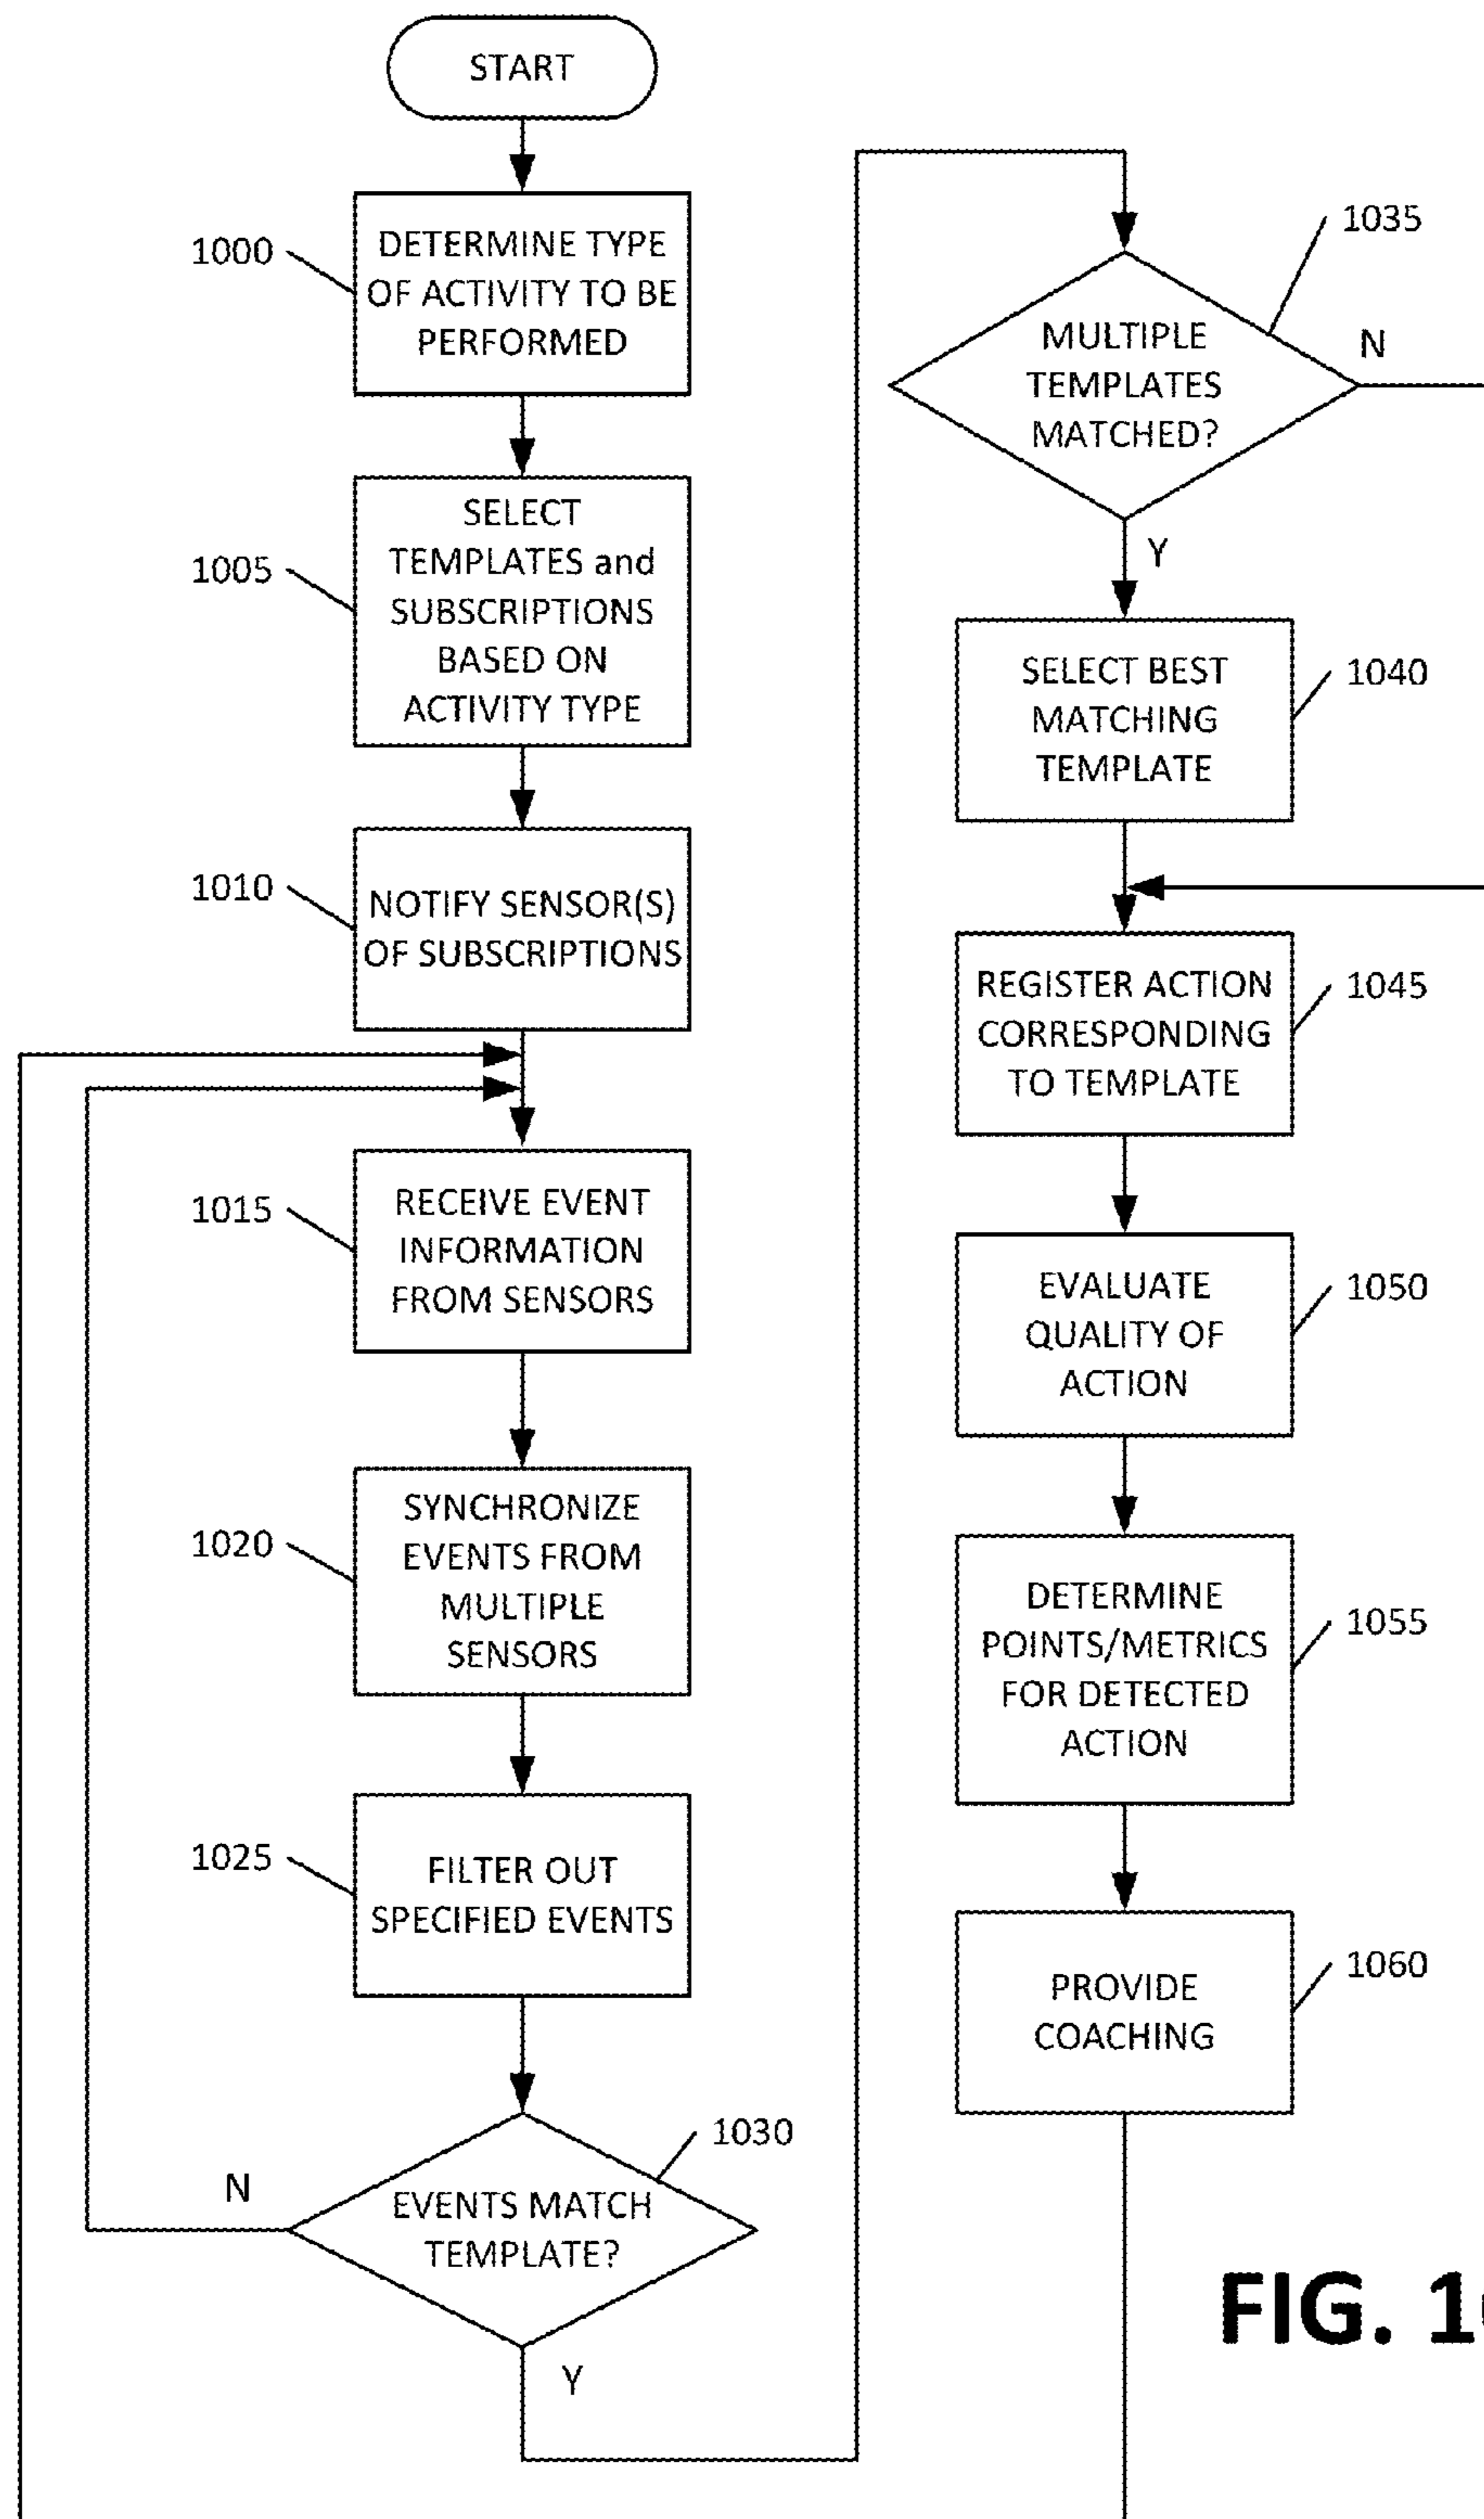 START
1000
DETERMINE TYPE
OF ACTIVITY TO BE
PERFORMED
1005
SELECT
TEMPLATES and
SUBSCRIPTIONS
BASED ON
ACTIVITY TYPE
1010
NOTIFY SENSOR(S)
OF SUBSCRIPTIONS
1015
RECEIVE EVENT
INFORMATION
FROM SENSORS
1020
SYNCHRONIZE
EVENTS FROM
MULTIPLE
SENSORS
1025
FILTER OUT
SPECIFIED EVENTS
1030
EVENTS MATCH
TEMPLATE?
N
Y
1035
MULTIPLE
TEMPLATES
MATCHED?
N
Y
SELECT BEST
MATCHING
TEMPLATE
1040
REGISTER ACTION
CORRESPONDING
TO TEMPLATE
1045
EVALUATE
QUALITY OF
ACTION
1050
DETERMINE
POINTS/METRICS
FOR DETECTED
ACTION
1055
PROVIDE
COACHING
1060
FIG.